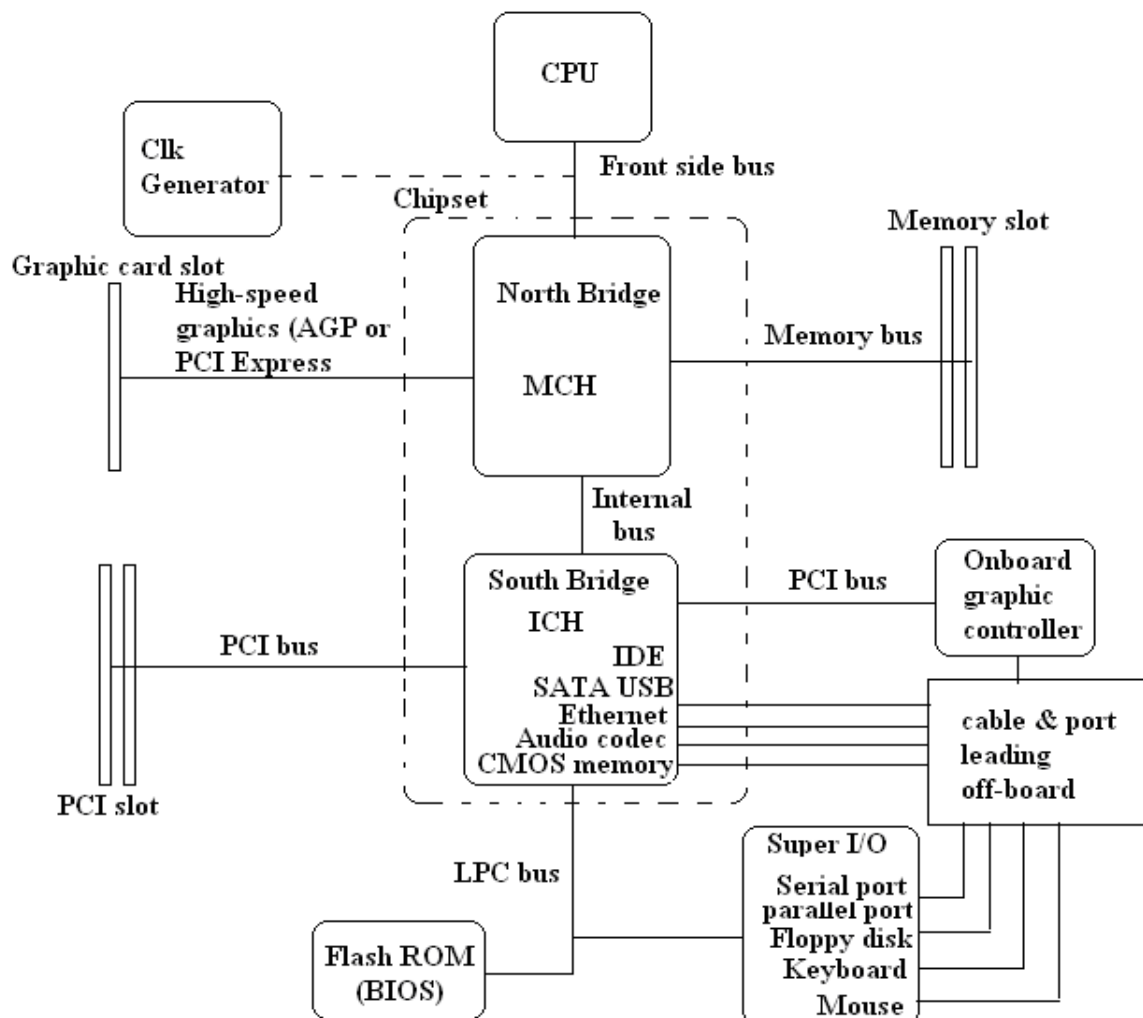 CPU
Clk
Generator
Front side bus
Chipset
Memory slot
Graphic card slot
High-speed
graphics (AGP or
PCI Express
North Bridge
Memory bus
MCH
Internal
bus
South Bridge
ICH
IDE
SATA USB
Ethernet
Audio codec
CMOS memory
PCI bus
Onboard
graphic
controller
PCI bus
PCI slot
cable & port
leading
off-board
LPC bus
Super I/O
Serial port
parallel port
Floppy disk
Keyboard
Mouse
Flash ROM
(BIOS)